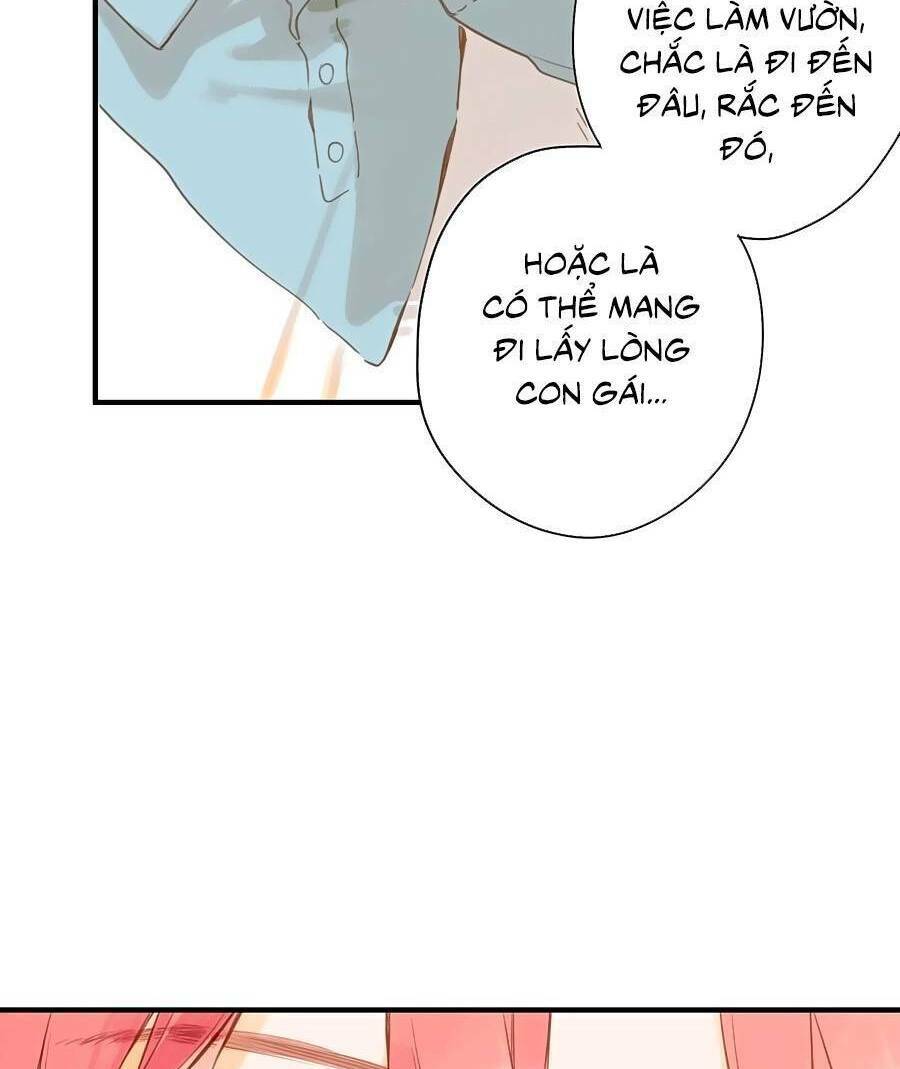 VIỆC LÀM VƯỜN,
CHẮC LÀ ĐI ĐẾN
ĐÂU, RẮC ĐẾN
ĐÓ,
HOẶC LÀ
CÓ THỂ MANG
ĐI LẤY LÒNG
CON GÁI...